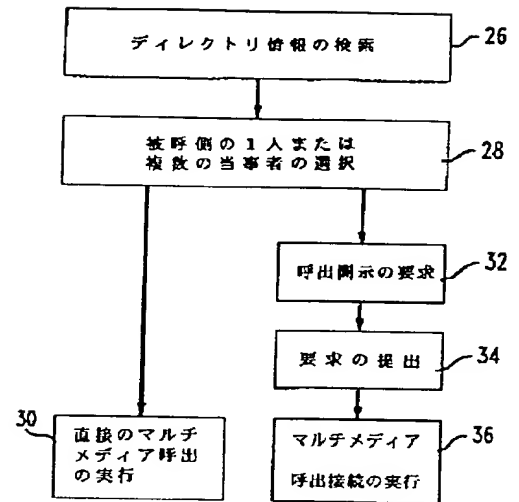 ディレクトリ情報の検索
26
被呼側の1人または
複数の当事者の選択
28
呼出開示の要求
32
要求の提出
34
30
直接のマルチ
メディア呼出
の実行
マルチメディア
呼出接続の実行
36